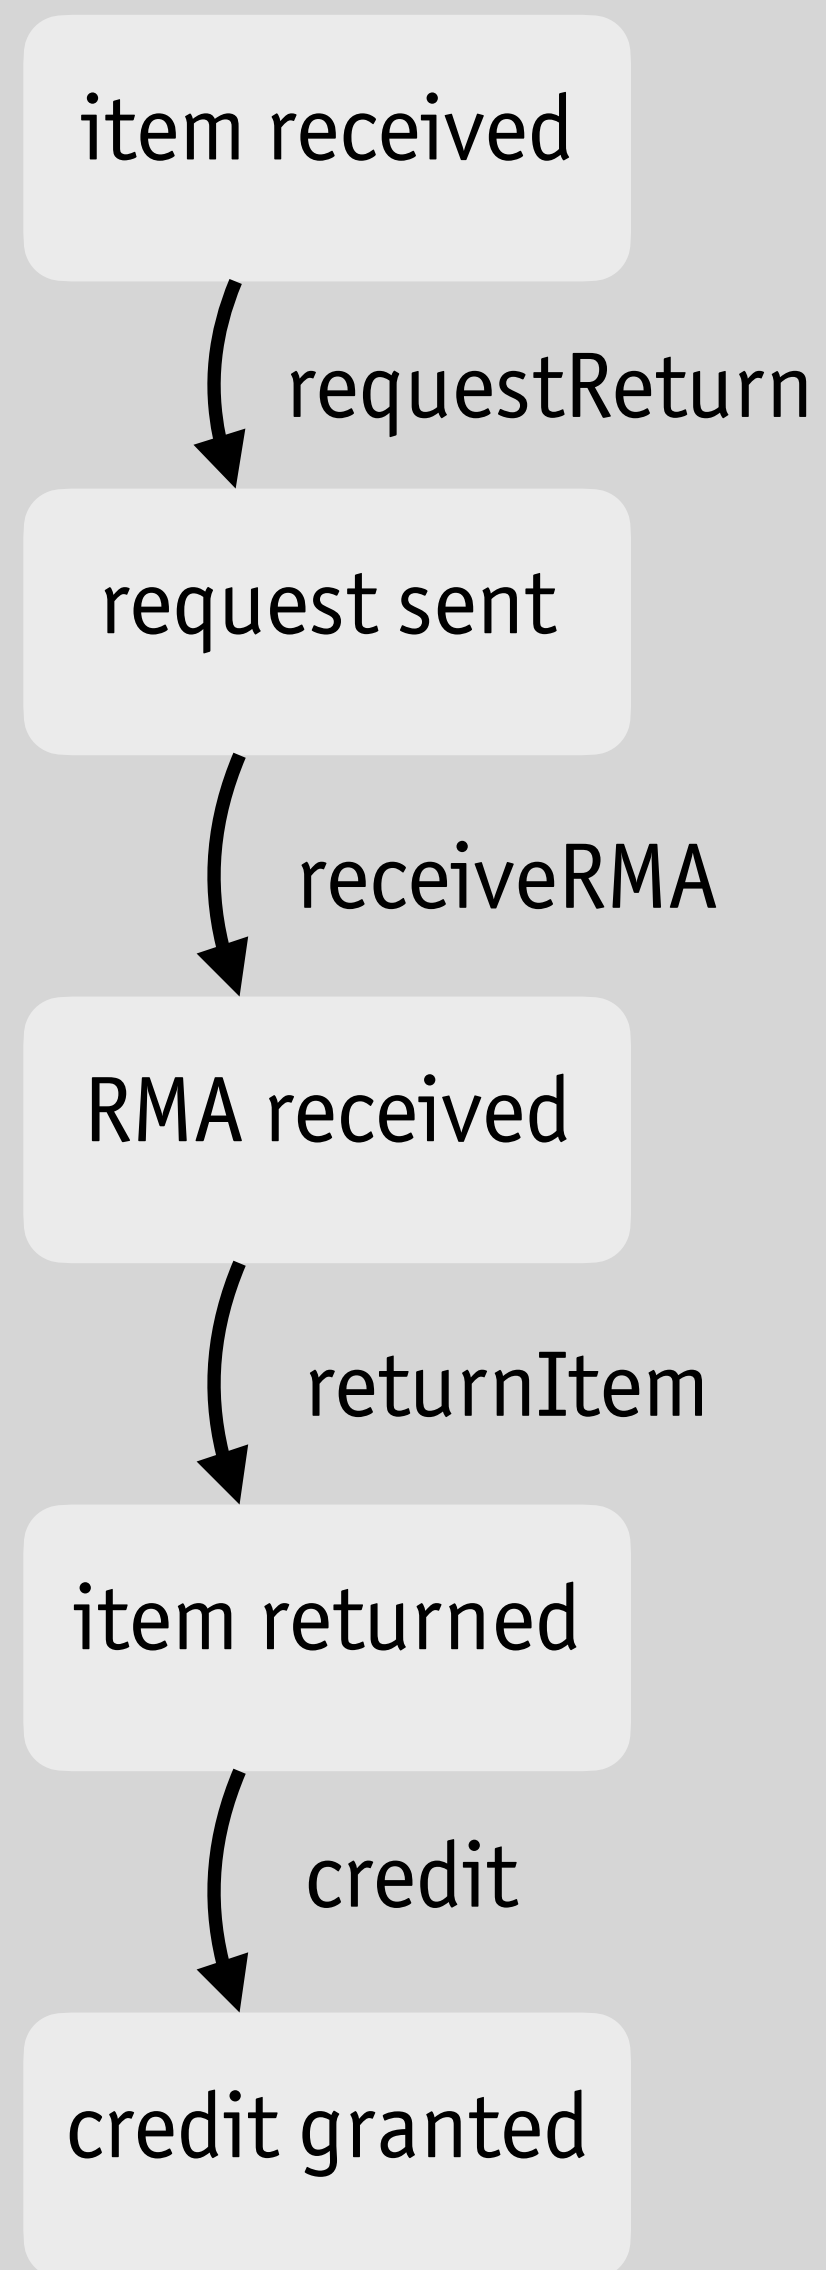 item received
requestReturn
request sent
receiveRMA
RMA received
returnItem
item returned
credit
credit granted